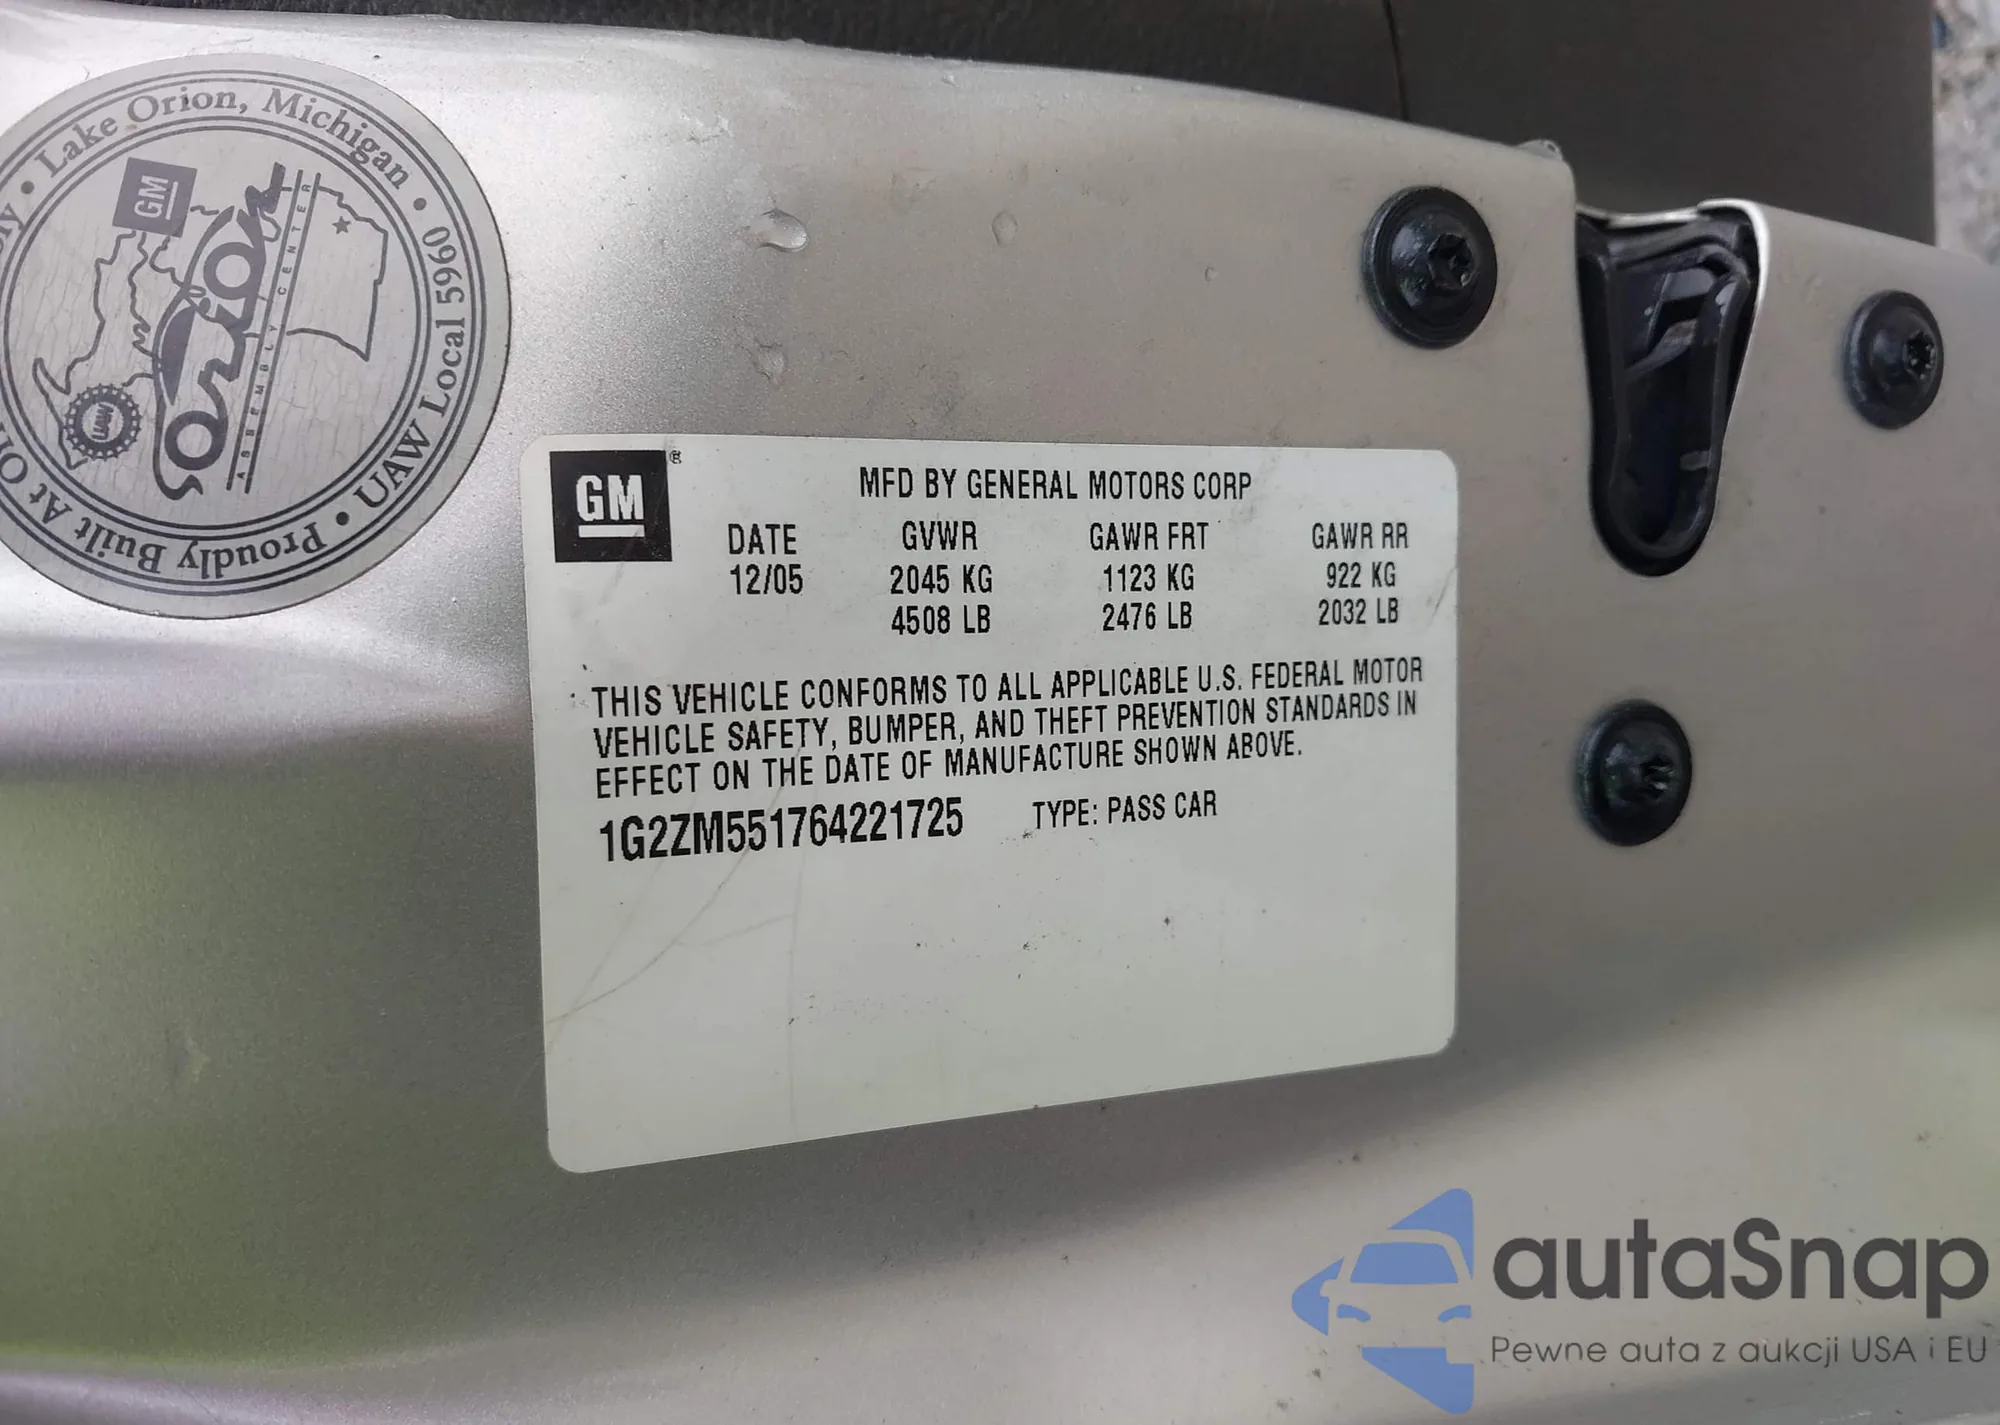 Lake Orion, Michigan • UAW Local 5960 • Proudly Built At
GM
Orion
ASSEMBLY CENTER
UAW
GM®
MFD BY GENERAL MOTORS CORP
DATE GVWR GAWR FRT GAWR RR
12/05 2045 KG 1123 KG 922 KG
4508 LB 2476 LB 2032 LB
THIS VEHICLE CONFORMS TO ALL APPLICABLE U.S. FEDERAL MOTOR
VEHICLE SAFETY, BUMPER, AND THEFT PREVENTION STANDARDS IN
EFFECT ON THE DATE OF MANUFACTURE SHOWN ABOVE.
1G2ZM551764221725 TYPE: PASS CAR
autaSnap
Pewne auta z aukcji USA i EU